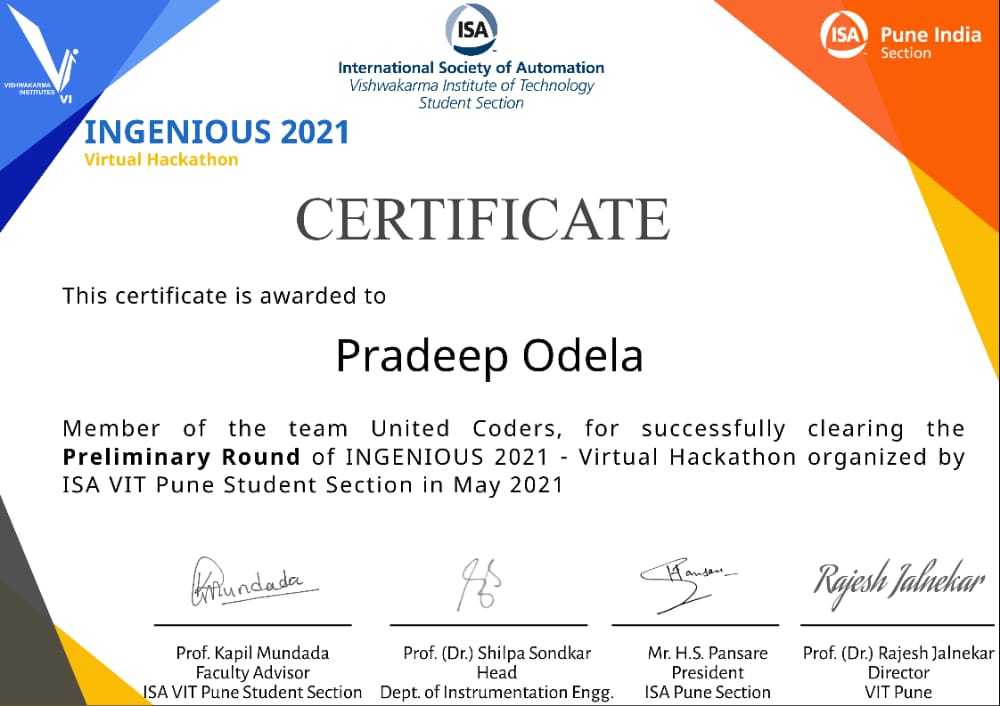 VISHWAKARMA
INSTITUTES
VI
ISA
International Society of Automation
Vishwakarma Institute of Technology
Student Section
ISA
Pune India
Section
INGENIOUS 2021
Virtual Hackathon
CERTIFICATE
This certificate is awarded to
Pradeep Odela
Member of the team United Coders, for successfully clearing the
Preliminary Round of INGENIOUS 2021 - Virtual Hackathon organized by
ISA VIT Pune Student Section in May 2021
KMundada
Pansare
Rajesh Jalnekar
Prof. Kapil Mundada
Faculty Advisor
ISA VIT Pune Student Section
Prof. (Dr.) Shilpa Sondkar
Head
Dept. of Instrumentation Engg.
Mr. H.S. Pansare
President
ISA Pune Section
Prof. (Dr.) Rajesh Jalnekar
Director
VIT Pune